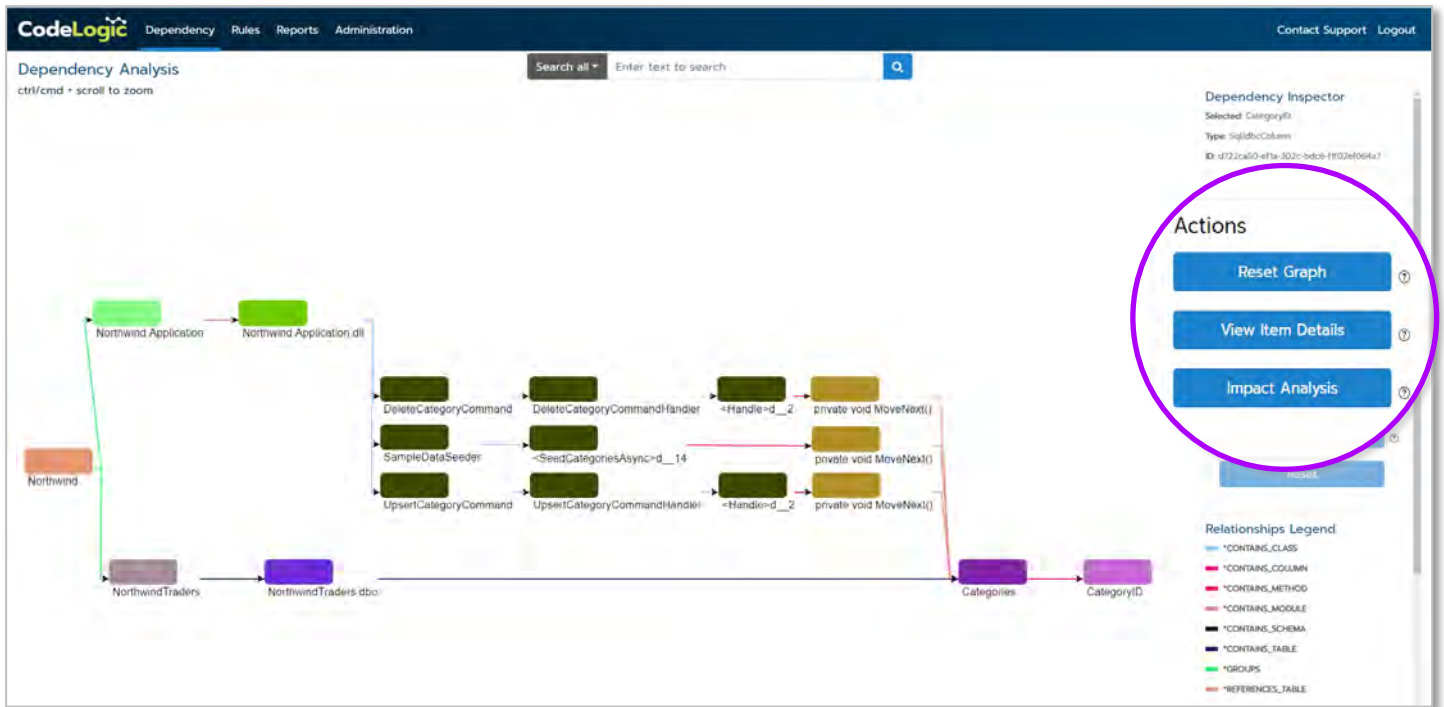 CodeLogic Dependency Rules Reports Administration Contact Support Logout
Dependency Analysis
ctrl/cmd + scroll to zoom
Search all Enter text to search
Dependency Inspector
Selected: CategoryID
Type: SqlJdbcColumn
Actions
Reset Graph
View Item Details
Impact Analysis
Reset
Northwind Application Northwind.Application.dll
DeleteCategoryCommand DeleteCategoryCommandHandler <Handle>d__2 private void MoveNext()
SampleDataSeeder <SeedCategoriesAsync>d__14 private void MoveNext()
Northwind
UpsertCategoryCommand UpsertCategoryCommandHandler <Handle>d__2 private void MoveNext()
NorthwindTraders NorthwindTraders.dbo Categories CategoryID
Relationships Legend
*CONTAINS_CLASS
*CONTAINS_COLUMN
*CONTAINS_METHOD
*CONTAINS_MODULE
*CONTAINS_SCHEMA
*CONTAINS_TABLE
*GROUPS
*REFERENCES_TABLE